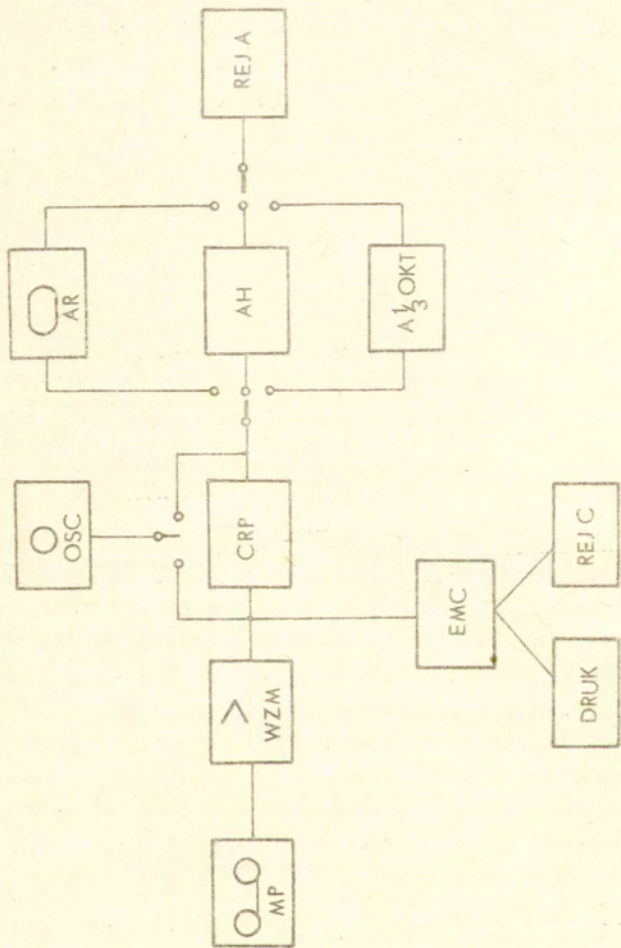 REJ A
AR
AH
A 1/3 OKT
OSC
CRP
EMC
REJ C
DRUK
> WZM
MP